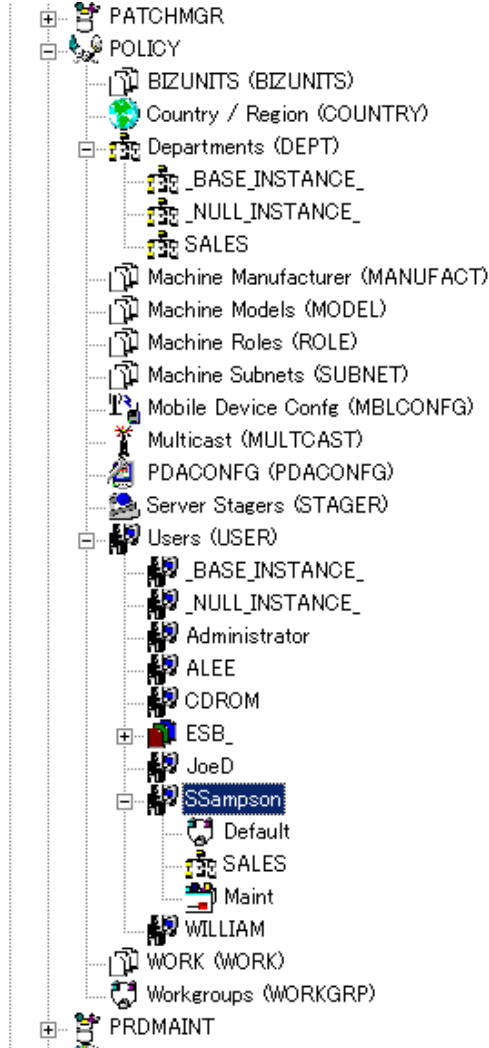 PATCHMGR
POLICY
BIZUNITS (BIZUNITS)
Country / Region (COUNTRY)
Departments (DEPT)
_BASE_INSTANCE_
_NULL_INSTANCE_
SALES
Machine Manufacturer (MANUFACT)
Machine Models (MODEL)
Machine Roles (ROLE)
Machine Subnets (SUBNET)
Mobile Device Confg (MBLCONFG)
Multicast (MULTCAST)
PDACONFG (PDACONFG)
Server Stagers (STAGER)
Users (USER)
_BASE_INSTANCE_
_NULL_INSTANCE_
Administrator
ALEE
CDROM
ESB_
JoeD
SSampson
Default
SALES
Maint
WILLIAM
WORK (WORK)
Workgroups (WORKGRP)
PRDMAINT